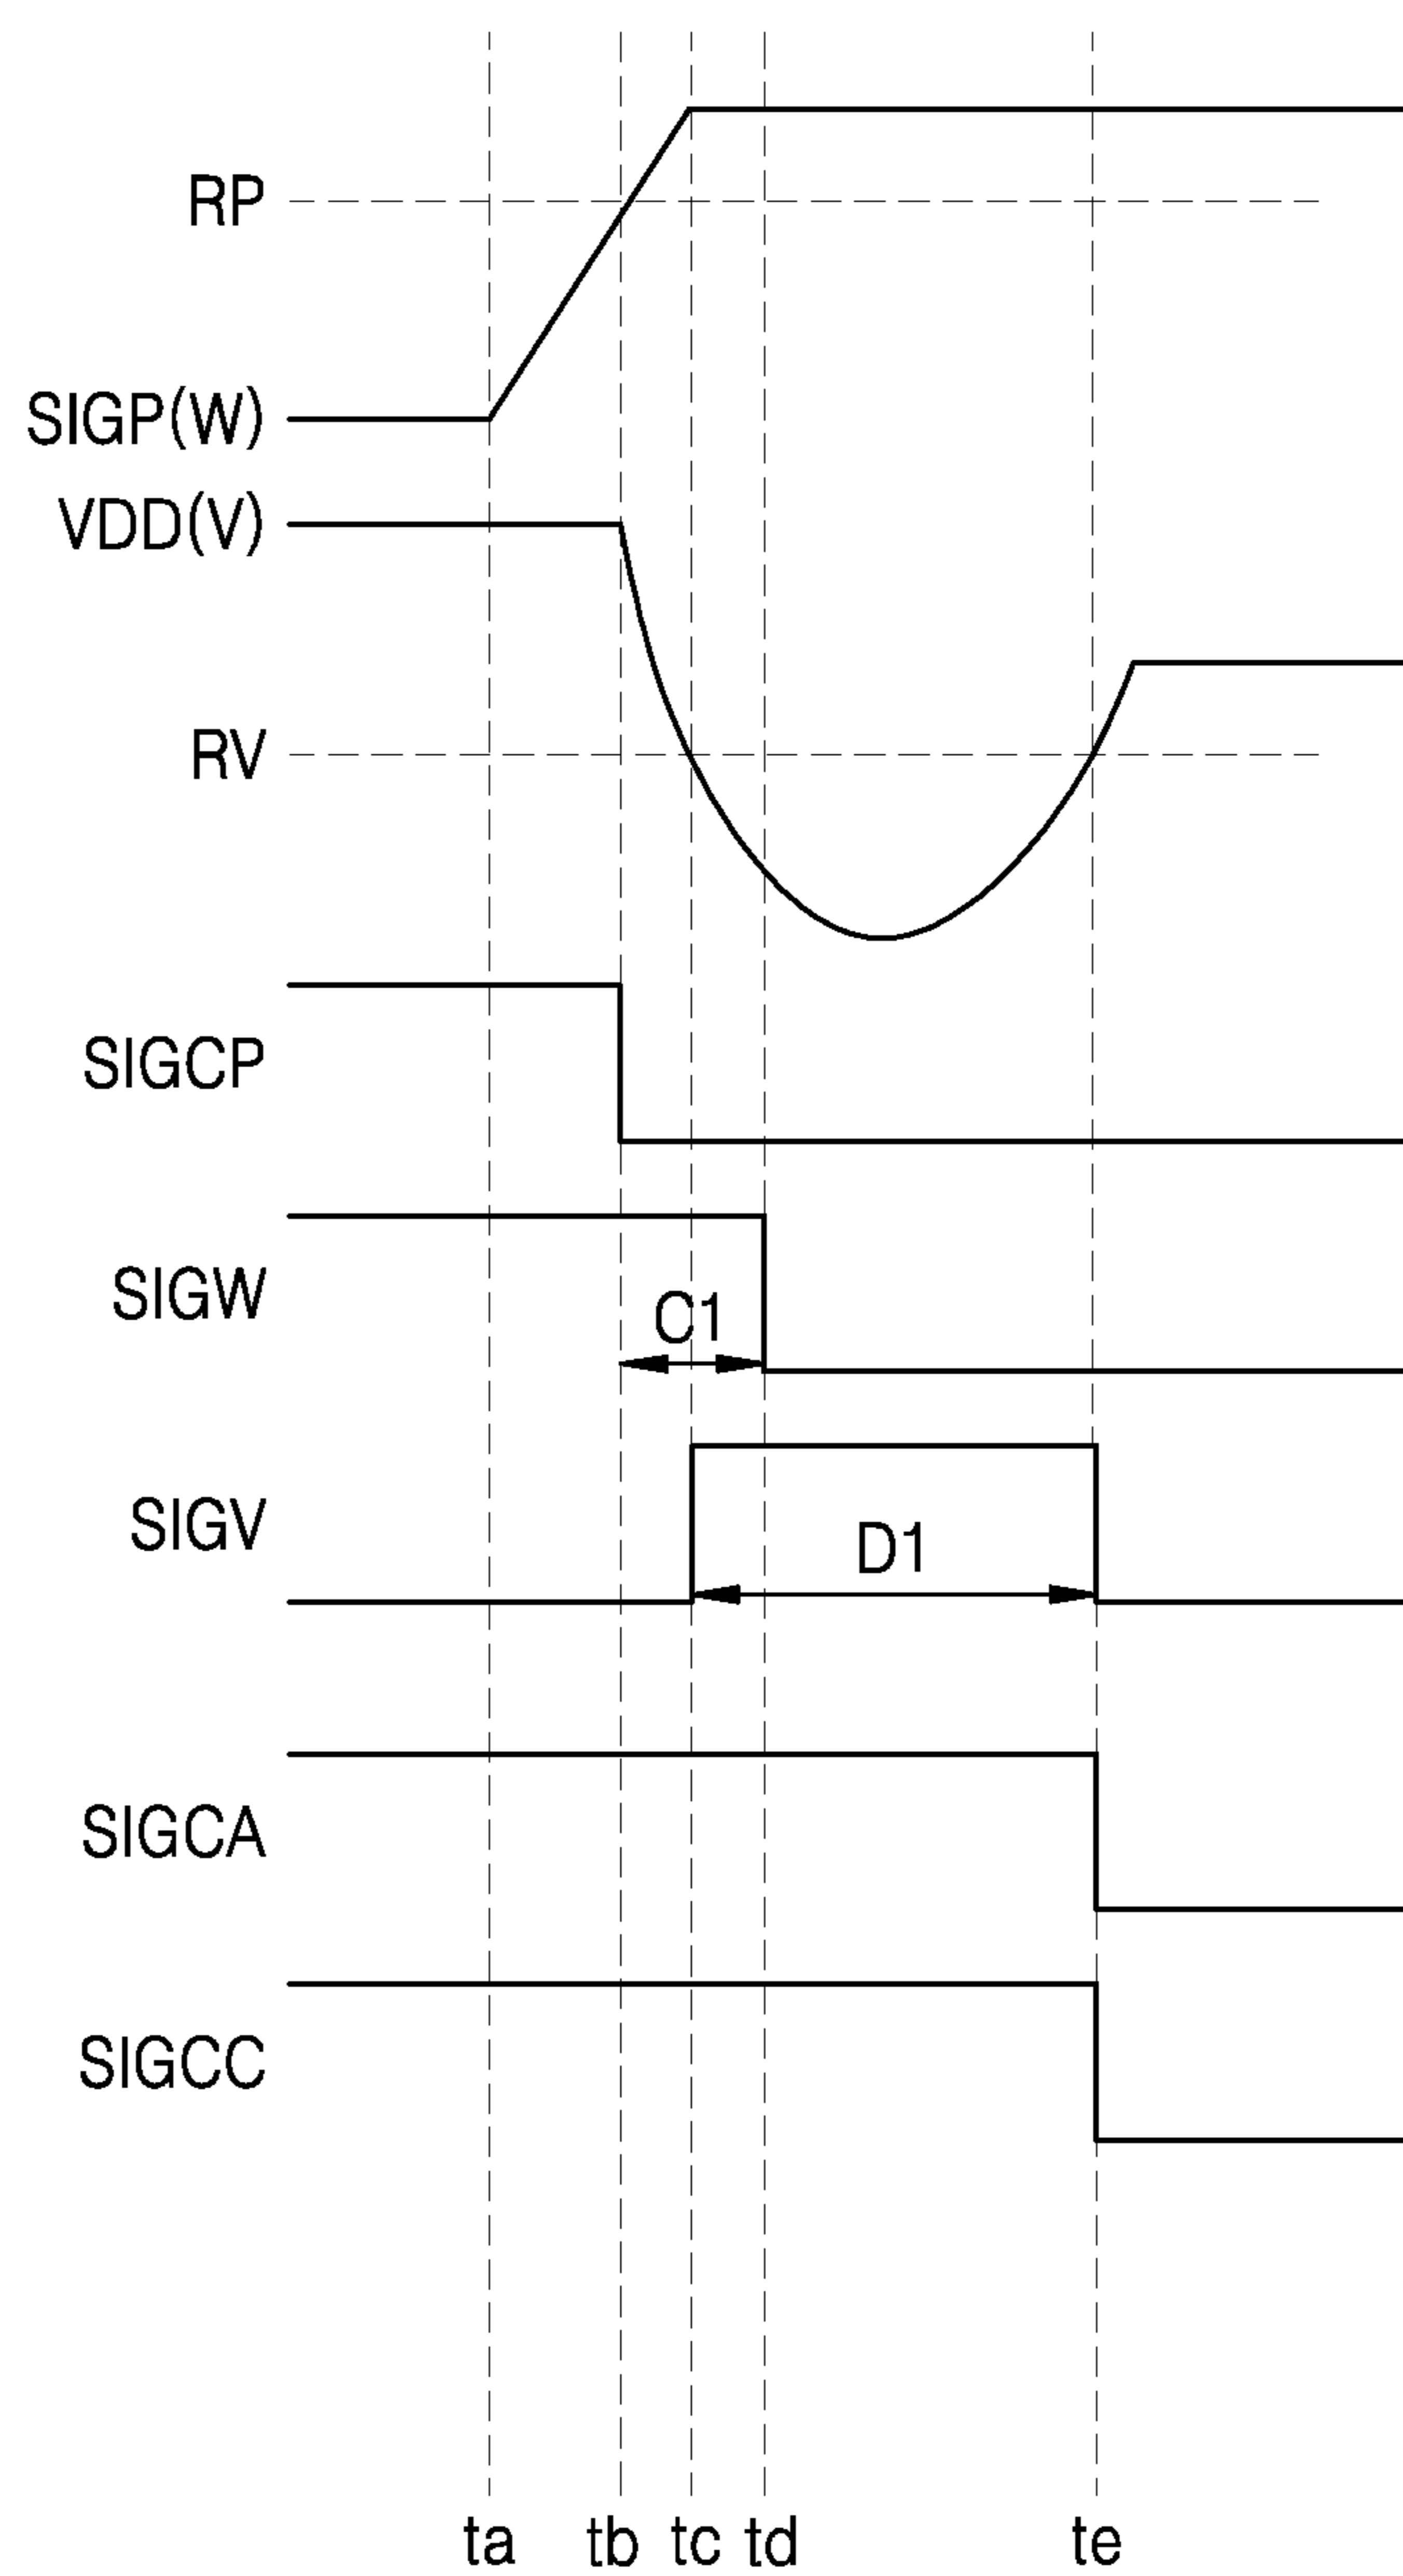 RP
SIGP(W)
VDD(V)
RV
SIGCP
SIGW
C1
SIGV
D1
SIGCA
SIGCC
ta tb tc td te